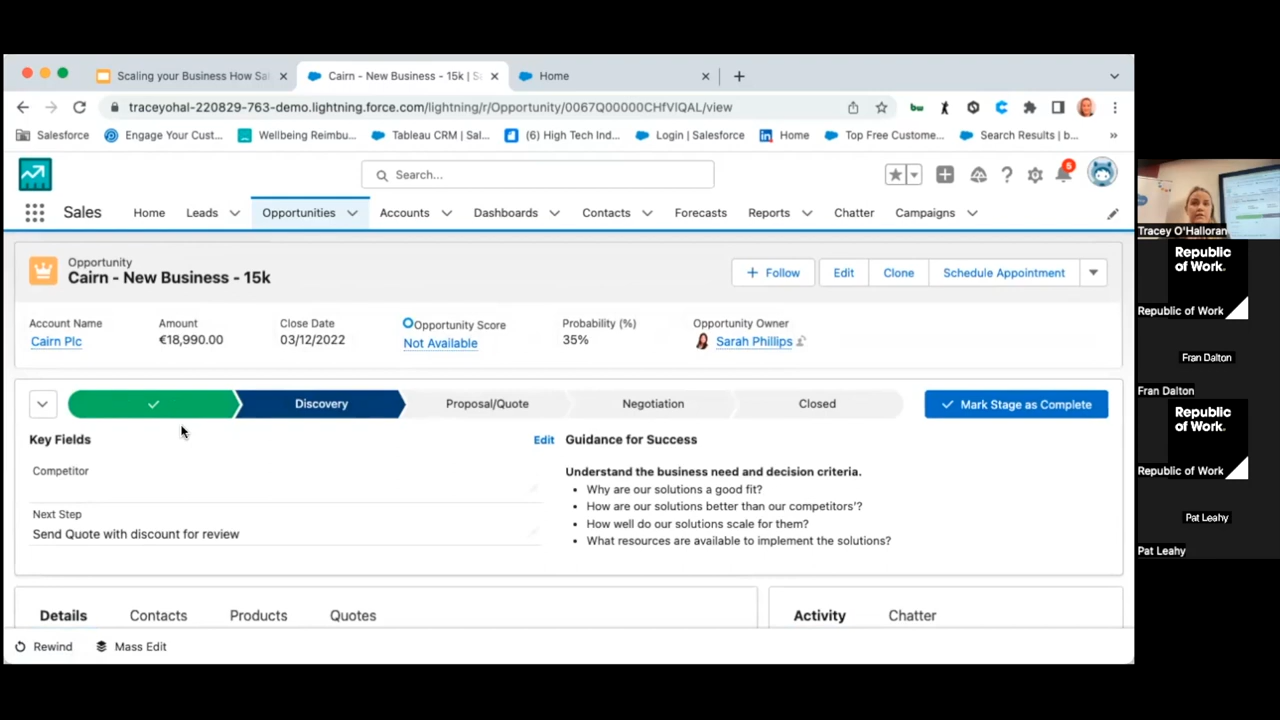 Scaling your Business How Sal
Cairn - New Business - 15k | S
Home
traceyohal-220829-763-demo.lightning.force.com/lightning/r/Opportunity/0067Q00000CHfVlQAL/view
Salesforce
Engage Your Cust...
Wellbeing Reimbu...
Tableau CRM | Sal...
(6) High Tech Ind...
Login | Salesforce
Home
Top Free Custome...
Search Results | b...
»
Search...
5
Sales
Home
Leads
Opportunities
Accounts
Dashboards
Contacts
Forecasts
Reports
Chatter
Campaigns
Opportunity
Cairn - New Business - 15k
+ Follow
Edit
Clone
Schedule Appointment
Account Name
Cairn Plc
Amount
€18,990.00
Close Date
03/12/2022
Opportunity Score
Not Available
Probability (%)
35%
Opportunity Owner
Sarah Phillips
Discovery
Proposal/Quote
Negotiation
Closed
Mark Stage as Complete
Key Fields
Edit
Competitor
Next Step
Send Quote with discount for review
Guidance for Success
Understand the business need and decision criteria.
• Why are our solutions a good fit?
• How are our solutions better than our competitors'?
• How well do our solutions scale for them?
• What resources are available to implement the solutions?
Details
Contacts
Products
Quotes
Activity
Chatter
Rewind
Mass Edit
Tracey O'Halloran
Republic
of Work.
Republic of Work
Fran Dalton
Fran Dalton
Republic
of Work.
Republic of Work
Pat Leahy
Pat Leahy